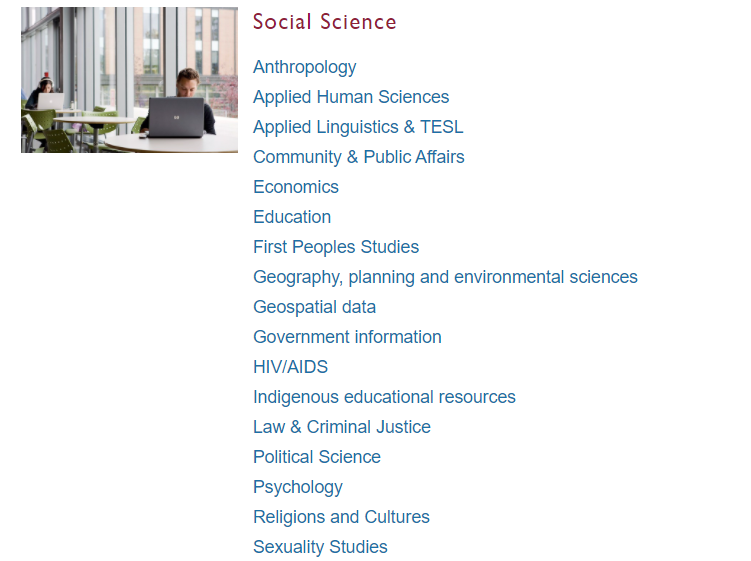 Social Science
Anthropology
Applied Human Sciences
Applied Linguistics & TESL
Community & Public Affairs
Economics
Education
First Peoples Studies
Geography, planning and environmental sciences
Geospatial data
Government information
HIV/AIDS
Indigenous educational resources
Law & Criminal Justice
Political Science
Psychology
Religions and Cultures
Sexuality Studies